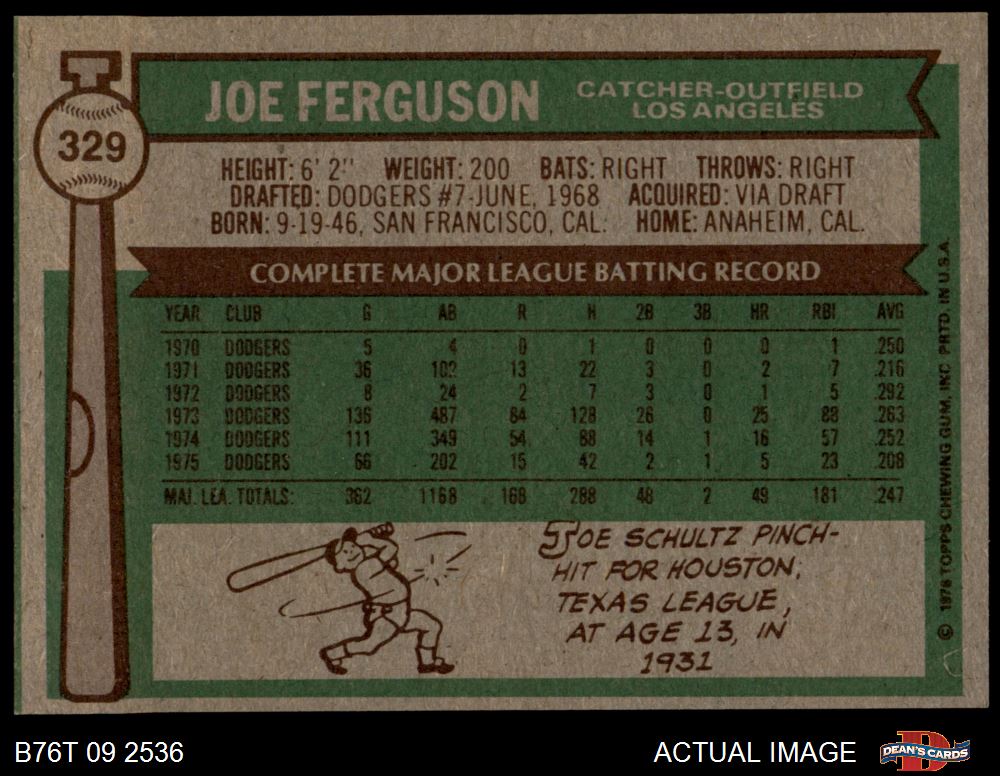 JOE FERGUSON
CATCHER-OUTFIELD
LOS ANGELES
329
HEIGHT: 6' 2" WEIGHT: 200 BATS: RIGHT THROWS: RIGHT
DRAFTED: DODGERS #7-JUNE, 1968 ACQUIRED: VIA DRAFT
BORN: 9-19-46, SAN FRANCISCO, CAL. HOME: ANAHEIM, CAL.
COMPLETE MAJOR LEAGUE BATTING RECORD
YEAR CLUB G AB R H 2B 3B HR RBI AVG
1970 DODGERS 5 4 0 1 0 0 0 1 .250
1971 DODGERS 36 102 13 22 3 0 2 7 .216
1972 DODGERS 8 24 2 7 3 0 1 5 .292
1973 DODGERS 136 487 84 128 26 0 25 88 .263
1974 DODGERS 111 349 54 88 14 1 16 57 .252
1975 DODGERS 66 202 15 42 2 1 5 23 .208
MAJ. LEA. TOTALS: 362 1168 168 288 48 2 49 181 .247
JOE SCHULTZ PINCH-
HIT FOR HOUSTON,
TEXAS LEAGUE,
AT AGE 13, IN
1931
© 1976 TOPPS CHEWING GUM, INC. PRTD. IN U.S.A.
B76T 09 2536
ACTUAL IMAGE
DEAN'S CARDS